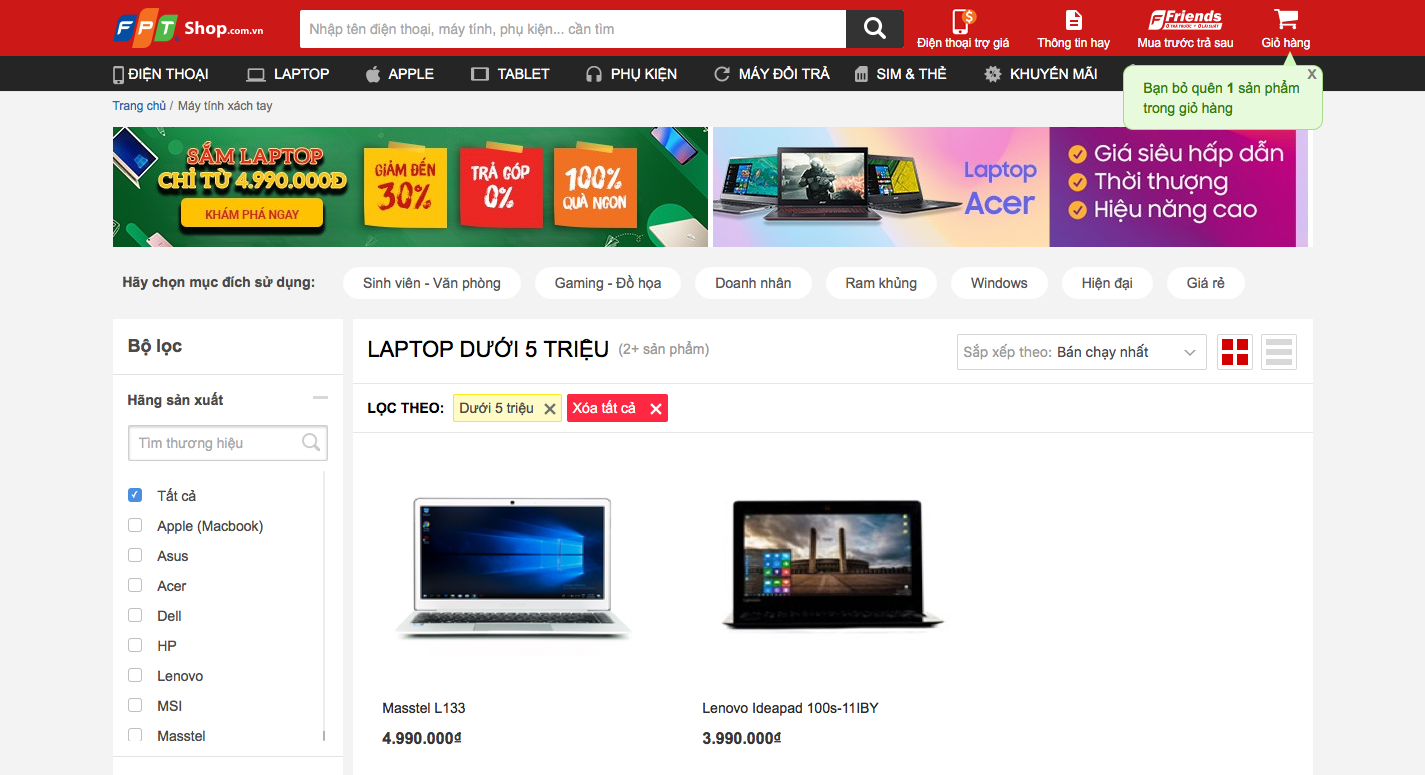 FPT Shop.com.vn
Nhập tên điện thoại, máy tính, phụ kiện... cần tìm
Điện thoại trợ giá
Thông tin hay
Friends
Mua trước trả sau
Giỏ hàng
ĐIỆN THOẠI
LAPTOP
APPLE
TABLET
PHỤ KIỆN
MÁY ĐỔI TRẢ
SIM & THẺ
KHUYẾN MÃI
X
Bạn bỏ quên 1 sản phẩm
trong giỏ hàng
Trang chủ / Máy tính xách tay
SẮM LAPTOP
CHỈ TỪ 4.990.000Đ
KHÁM PHÁ NGAY
GIẢM ĐẾN
30%
TRẢ GÓP
0%
100%
QUÀ NGON
Laptop
Acer
Giá siêu hấp dẫn
Thời thượng
Hiệu năng cao
Hãy chọn mục đích sử dụng:
Sinh viên - Văn phòng
Gaming - Đồ họa
Doanh nhân
Ram khủng
Windows
Hiện đại
Giá rẻ
Bộ lọc
Hãng sản xuất
Tìm thương hiệu
Tất cả
Apple (Macbook)
Asus
Acer
Dell
HP
Lenovo
MSI
Masstel
LAPTOP DƯỚI 5 TRIỆU (2+ sản phẩm)
Sắp xếp theo: Bán chạy nhất
LỌC THEO:
Dưới 5 triệu
Xóa tất cả
Masstel L133
4.990.000₫
Lenovo Ideapad 100s-11IBY
3.990.000₫